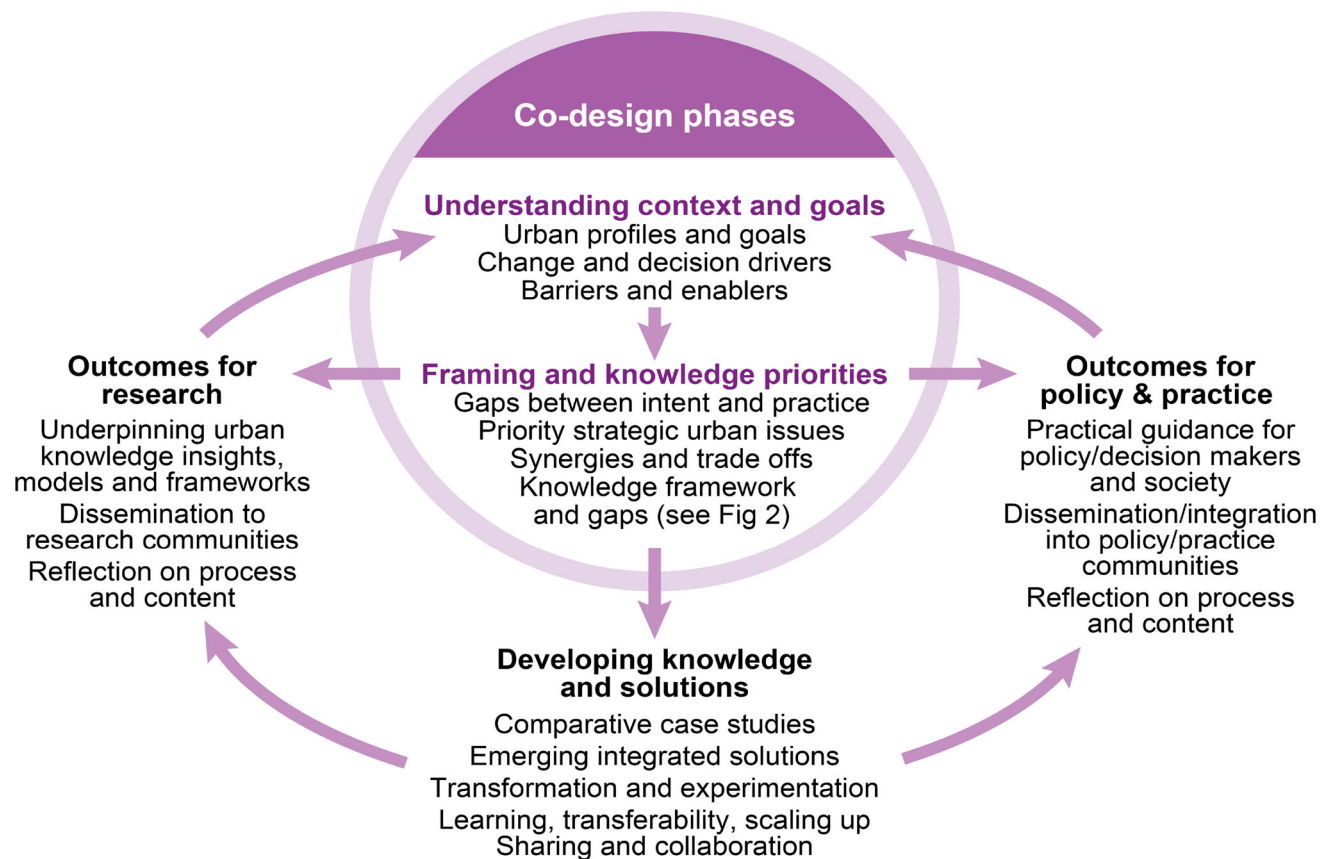 Co-design phases
Understanding context and goals
Urban profiles and goals
Change and decision drivers
Barriers and enablers
Framing and knowledge priorities
Gaps between intent and practice
Priority strategic urban issues
Synergies and trade offs
Knowledge framework
and gaps (see Fig 2)
Outcomes for
research
Underpinning urban
knowledge insights,
models and frameworks
Dissemination to
research communities
Reflection on process
and content
Outcomes for
policy & practice
Practical guidance for
policy/decision makers
and society
Dissemination/integration
into policy/practice
communities
Reflection on process
and content
Developing knowledge
and solutions
Comparative case studies
Emerging integrated solutions
Transformation and experimentation
Learning, transferability, scaling up
Sharing and collaboration